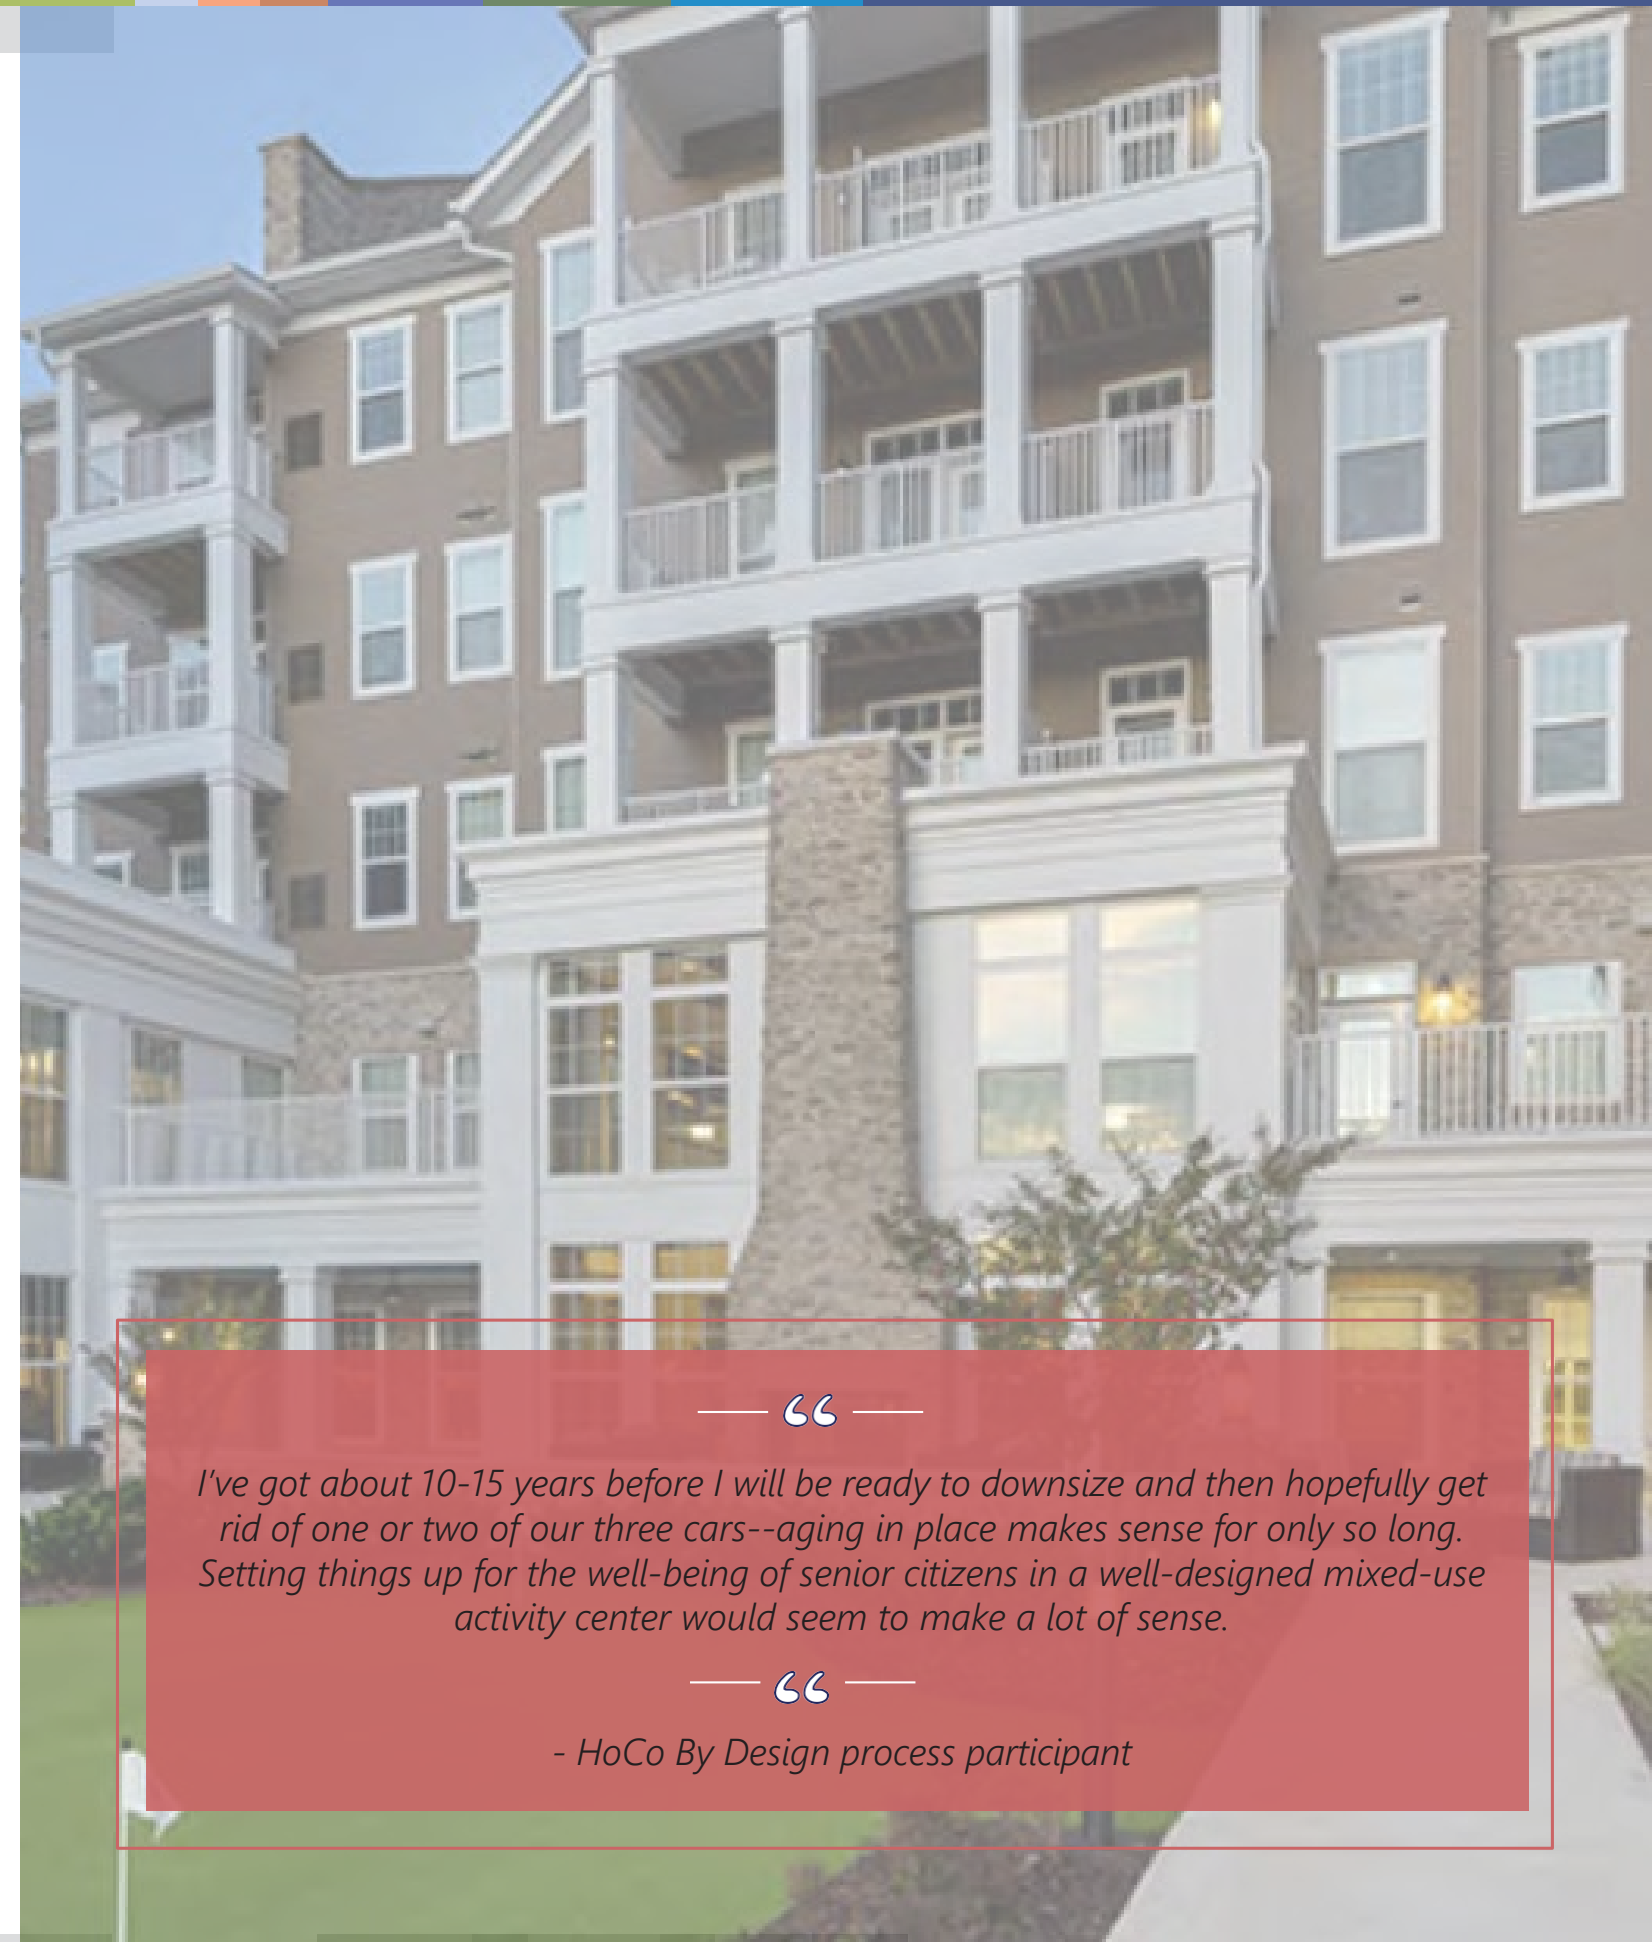 “
I've got about 10-15 years before I will be ready to downsize and then hopefully get
rid of one or two of our three cars--aging in place makes sense for only so long.
Setting things up for the well-being of senior citizens in a well-designed mixed-use
activity center would seem to make a lot of sense.
“
- HoCo By Design process participant